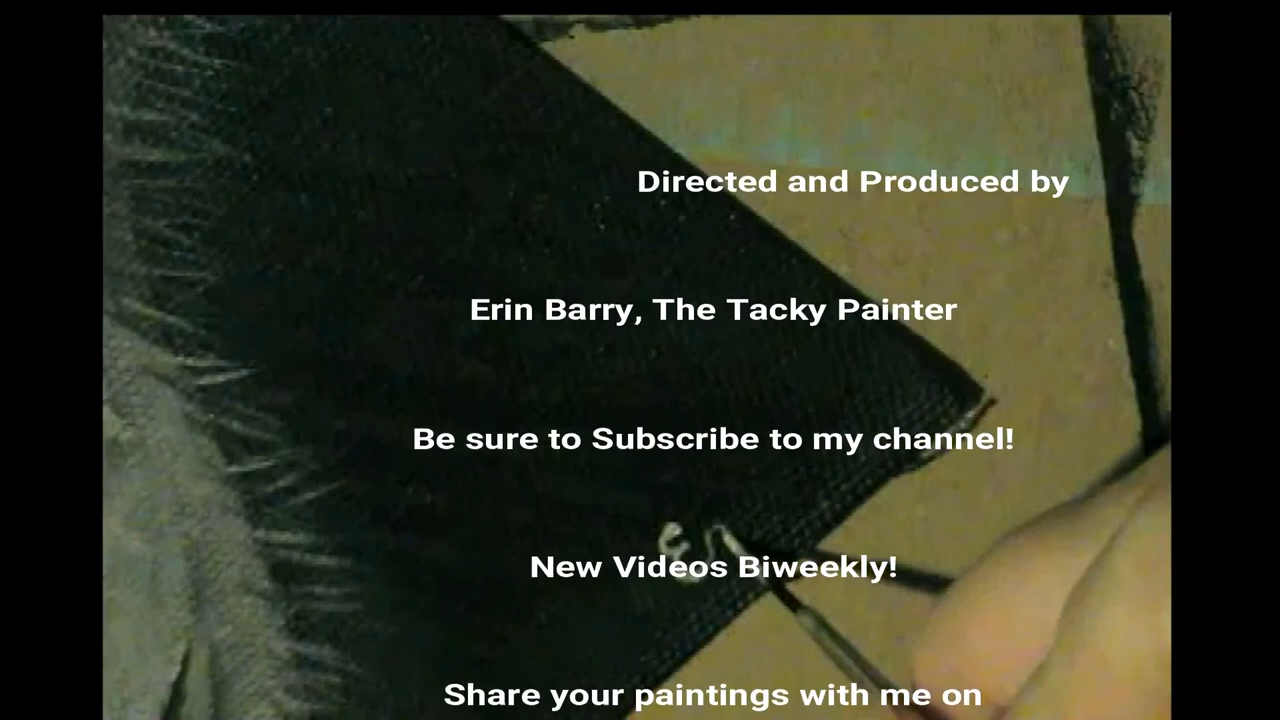 Directed and Produced by
Erin Barry, The Tacky Painter
Be sure to Subscribe to my channel!
New Videos Biweekly!
Share your paintings with me on